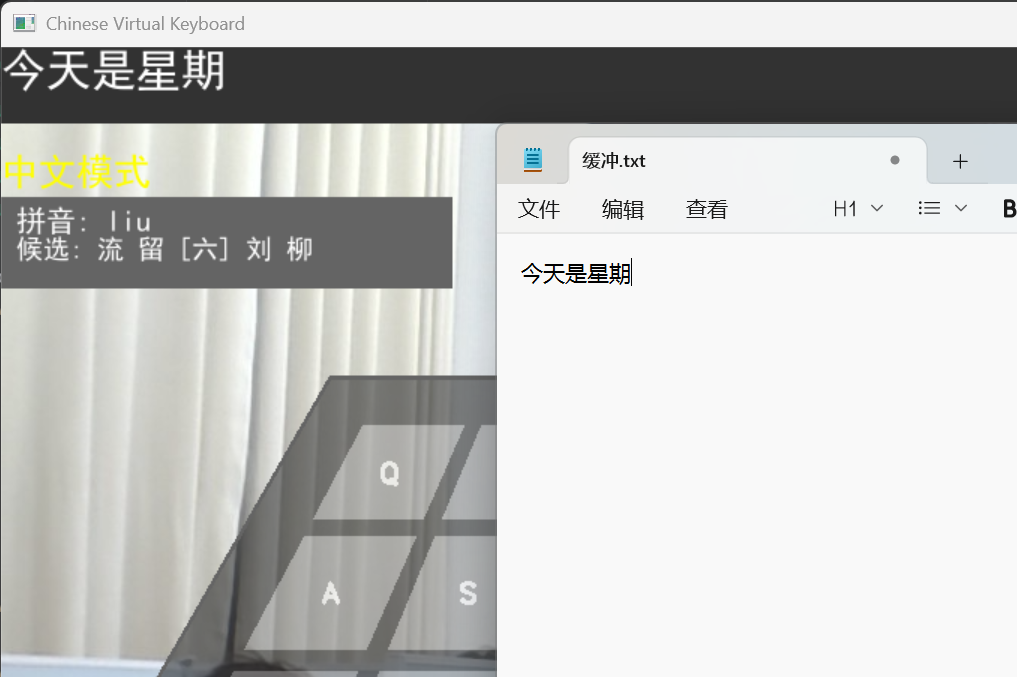 Chinese Virtual Keyboard
今天是星期
中文模式
拼音: liu
候选: 流 留 [六] 刘 柳
缓冲.txt
文件 编辑 查看 H1 B
今天是星期
Q
A S